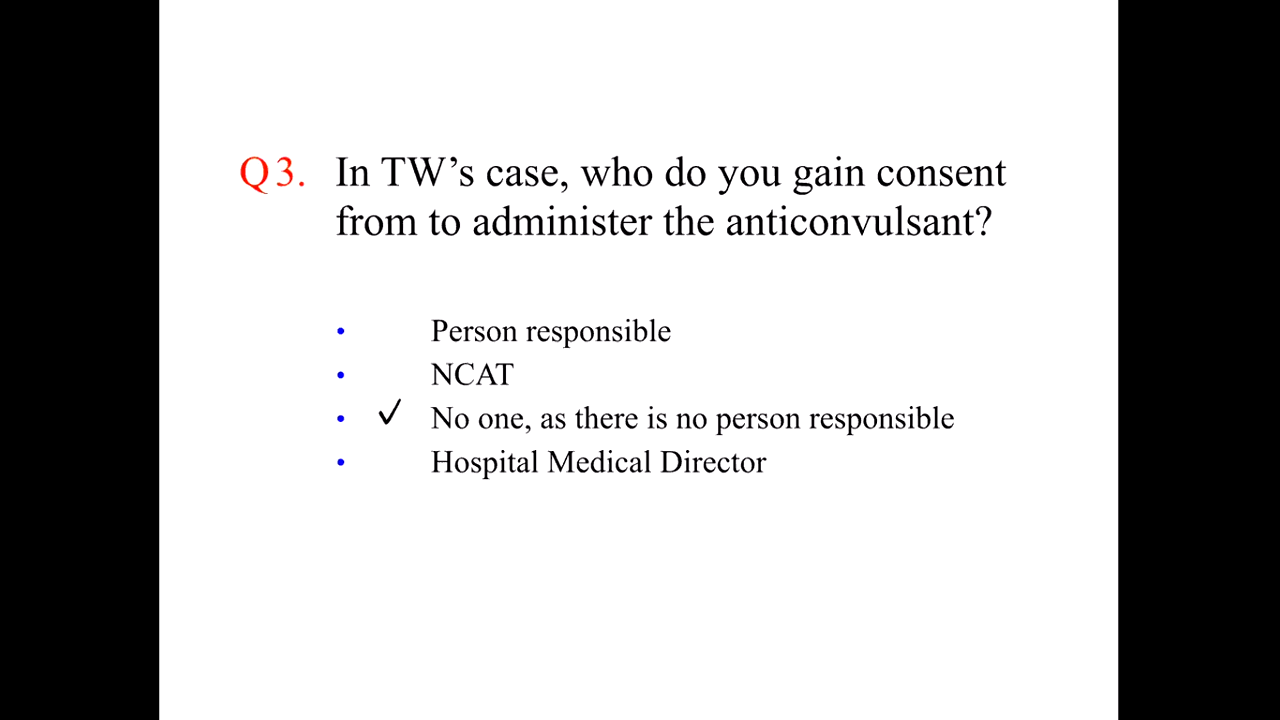 Q3. In TW’s case, who do you gain consent
from to administer the anticonvulsant?
• Person responsible
• NCAT
• ✓ No one, as there is no person responsible
• Hospital Medical Director